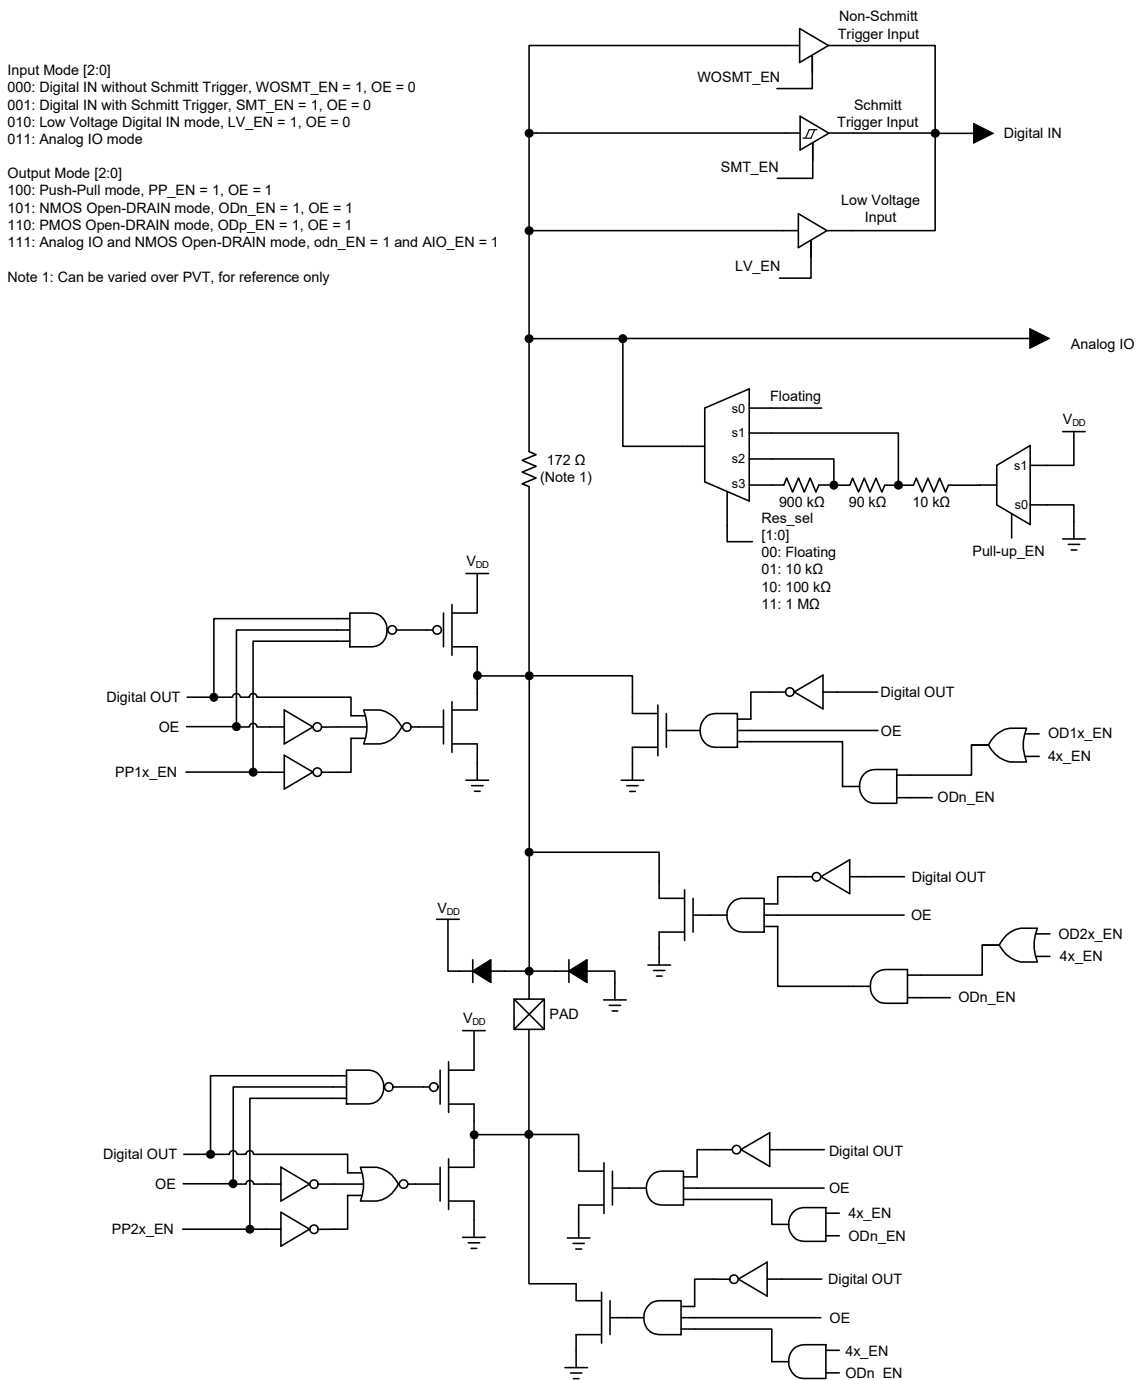 Non-Schmitt
Trigger Input
WOSMT_EN
Input Mode [2:0]
000: Digital IN without Schmitt Trigger, WOSMT_EN = 1, OE = 0
001: Digital IN with Schmitt Trigger, SMT_EN = 1, OE = 0
010: Low Voltage Digital IN mode, LV_EN = 1, OE = 0
011: Analog IO mode
Output Mode [2:0]
100: Push-Pull mode, PP_EN = 1, OE = 1
101: NMOS Open-DRAIN mode, ODn_EN = 1, OE = 1
110: PMOS Open-DRAIN mode, ODp_EN = 1, OE = 1
111: Analog IO and NMOS Open-DRAIN mode, odn_EN = 1 and AIO_EN = 1
Note 1: Can be varied over PVT, for reference only
Schmitt
Trigger Input
Digital IN
SMT_EN
Low Voltage
Input
LV_EN
Analog IO
Floating
s0
s1
s2
s3
900 kΩ
90 kΩ
10 kΩ
VDD
s1
s0
Pull-up_EN
Res_sel
[1:0]
00: Floating
01: 10 kΩ
10: 100 kΩ
11: 1 MΩ
172 Ω
(Note 1)
VDD
Digital OUT
OE
PP1x_EN
Digital OUT
OE
OD1x_EN
4x_EN
ODn_EN
Digital OUT
OE
OD2x_EN
4x_EN
ODn_EN
VDD
PAD
VDD
Digital OUT
OE
PP2x_EN
Digital OUT
OE
4x_EN
ODn_EN
Digital OUT
OE
4x_EN
ODn_EN